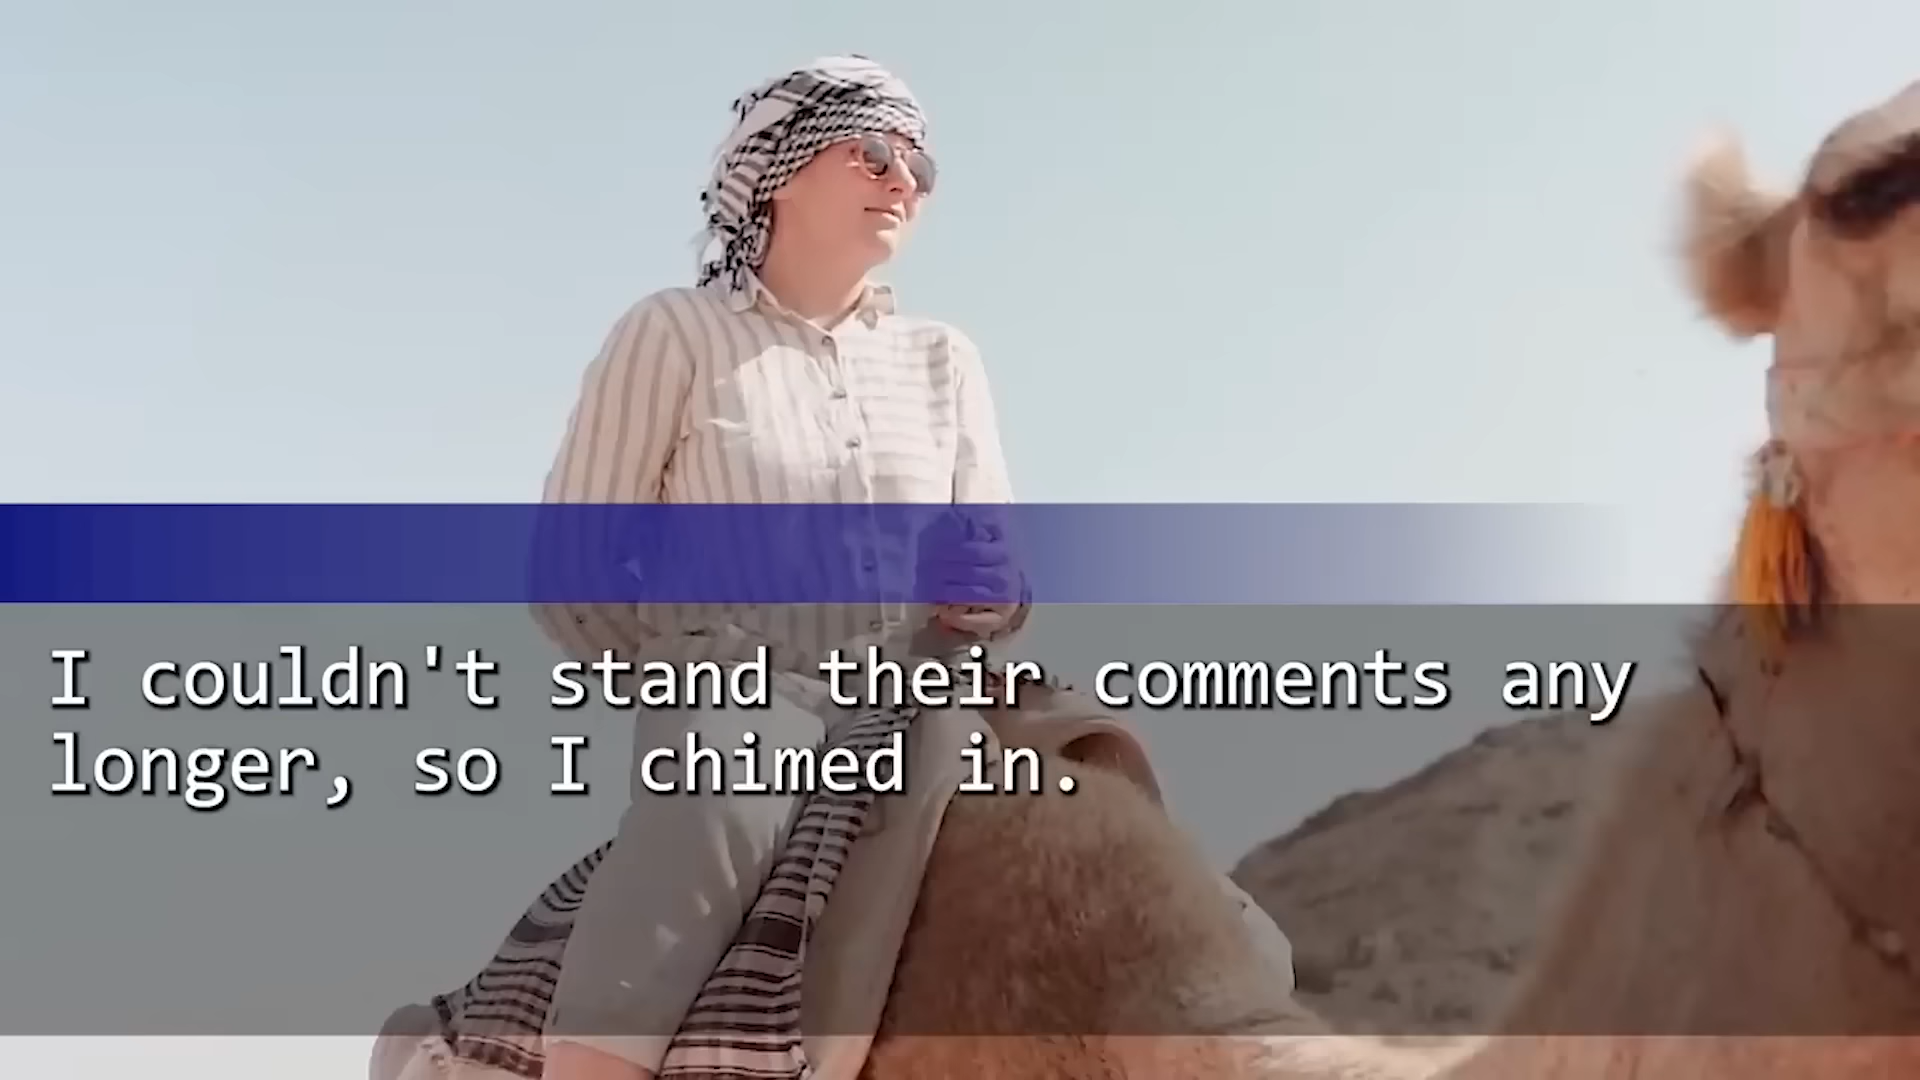 I couldn't stand their comments any
longer, so I chimed in.